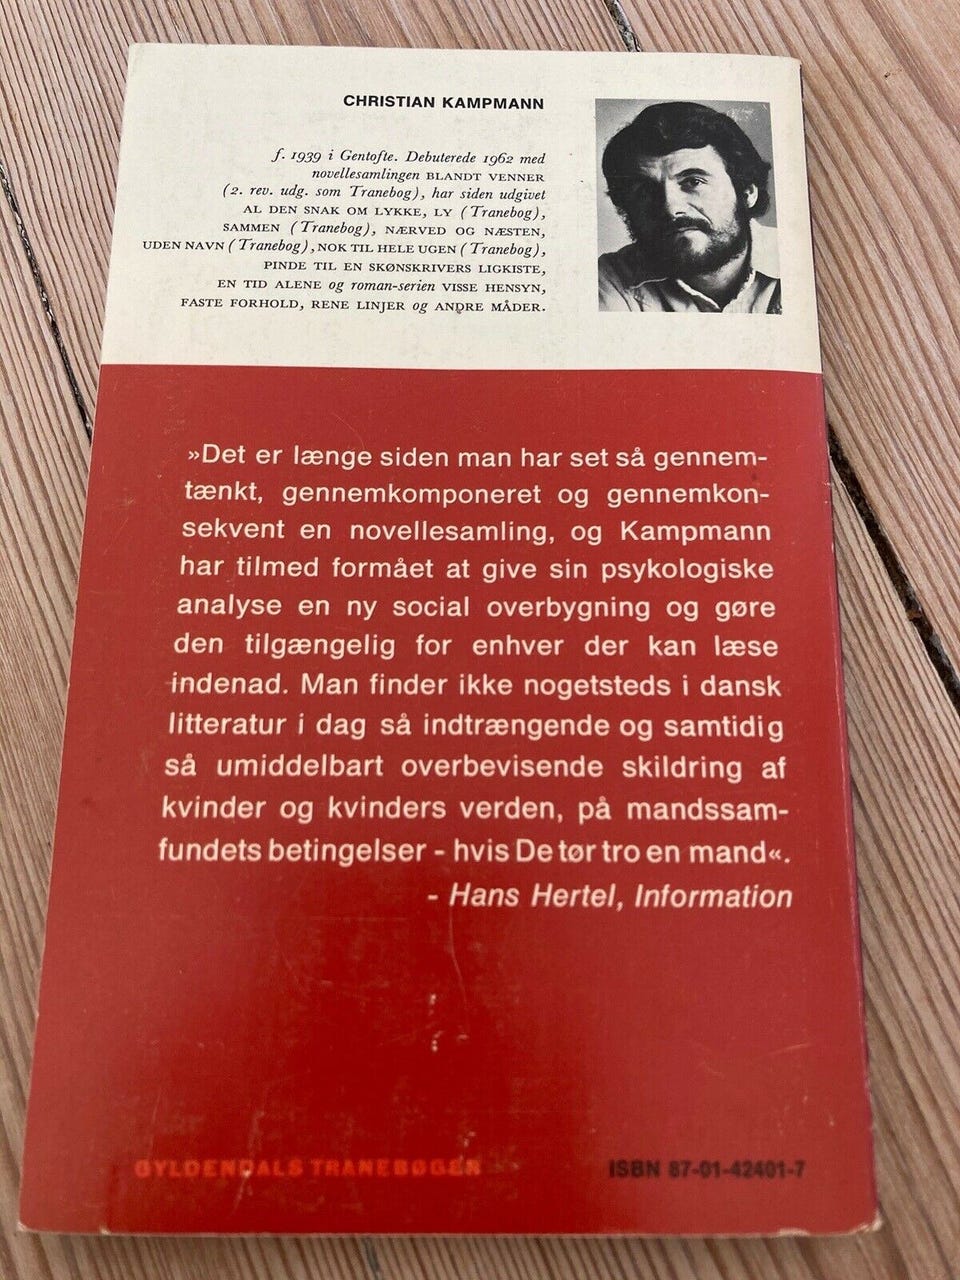 CHRISTIAN KAMPMANN
f. 1939 i Gentofte. Debuterede 1962 med
novellesamlingen BLANDT VENNER
(2. rev. udg. som Tranebog), har siden udgivet
AL DEN SNAK OM LYKKE, LY (Tranebog),
SAMMEN (Tranebog), NÆRVED OG NÆSTEN,
UDEN NAVN (Tranebog), NOK TIL HELE UGEN (Tranebog),
PINDE TIL EN SKØNSKRIVERS LIGKISTE,
EN TID ALENE og roman-serien VISSE HENSYN,
FASTE FORHOLD, RENE LINJER og ANDRE MÅDER.
»Det er længe siden man har set så gennem-
tænkt, gennemkomponeret og gennemkon-
sekvent en novellesamling, og Kampmann
har tilmed formået at give sin psykologiske
analyse en ny social overbygning og gøre
den tilgængelig for enhver der kan læse
indenad. Man finder ikke nogetsteds i dansk
litteratur i dag så indtrængende og samtidig
så umiddelbart overbevisende skildring af
kvinder og kvinders verden, på mandssam-
fundets betingelser - hvis De tør tro en mand«.
- Hans Hertel, Information
GYLDENDALS TRANEBØGER
ISBN 87-01-42401-7